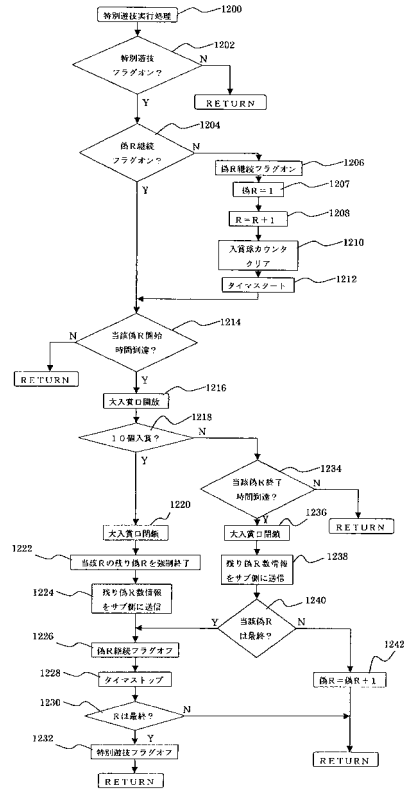 特別遊技実行処理
1200
1202
特別遊技
フラグオン？
N
RETURN
Y
1204
偽R継続
フラグオン？
N
1206
偽R継続フラグオン
Y
1207
偽R＝1
1208
R＝R＋1
1210
入賞球カウンタ
クリア
1212
タイマスタート
1214
当該偽R開始
時間到達？
N
RETURN
Y
1216
大入賞口開放
1218
10個入賞？
N
Y
1234
当該偽R終了
時間到達？
N
RETURN
Y
1220
大入賞口閉鎖
1236
大入賞口閉鎖
1222
当該Rの残り偽Rを強制終了
1238
残り偽R数情報
をサブ側に送信
1224
残り偽R数情報
をサブ側に送信
1240
当該偽R
は最終？
Y
N
1226
偽R継続フラグオフ
1242
偽R＝偽R＋1
1228
タイマストップ
1230
Rは最終？
N
Y
1232
特別遊技フラグオフ
RETURN
RETURN